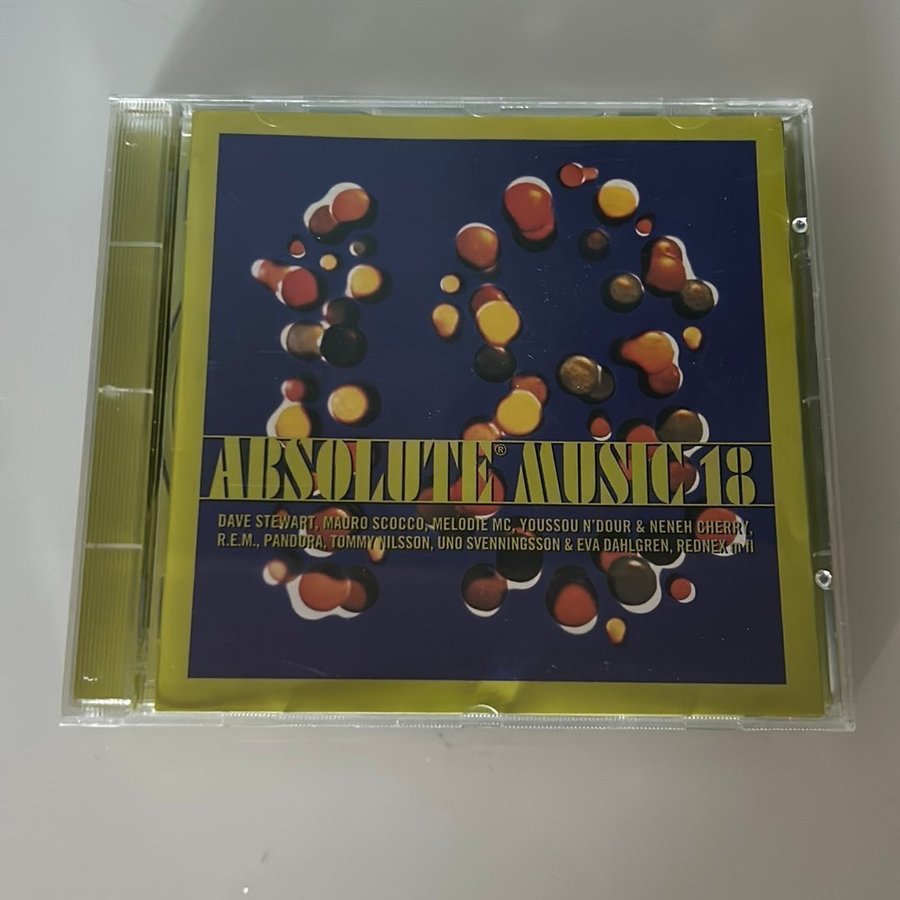 ABSOLUTE® MUSIC 18
DAVE STEWART, MAURO SCOCCO, MELODIE MC, YOUSSOU N'DOUR & NENEH CHERRY,
R.E.M., PANDORA, TOMMY NILSSON, UNO SVENNINGSSON & EVA DAHLGREN, REDNEX m fl